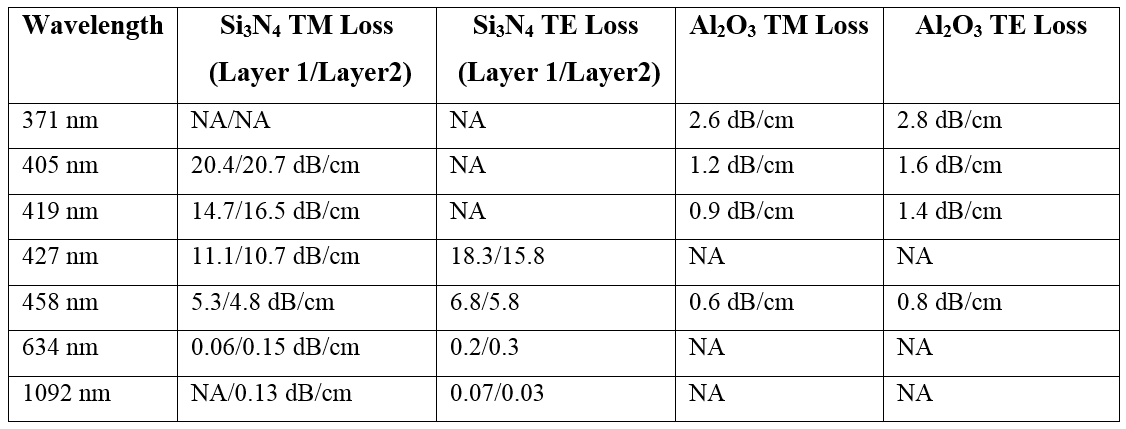 Wavelength Si₃N₄ TM Loss (Layer 1/Layer2) Si₃N₄ TE Loss (Layer 1/Layer2) Al₂O₃ TM Loss Al₂O₃ TE Loss
371 nm NA/NA NA 2.6 dB/cm 2.8 dB/cm
405 nm 20.4/20.7 dB/cm NA 1.2 dB/cm 1.6 dB/cm
419 nm 14.7/16.5 dB/cm NA 0.9 dB/cm 1.4 dB/cm
427 nm 11.1/10.7 dB/cm 18.3/15.8 NA NA
458 nm 5.3/4.8 dB/cm 6.8/5.8 0.6 dB/cm 0.8 dB/cm
634 nm 0.06/0.15 dB/cm 0.2/0.3 NA NA
1092 nm NA/0.13 dB/cm 0.07/0.03 NA NA